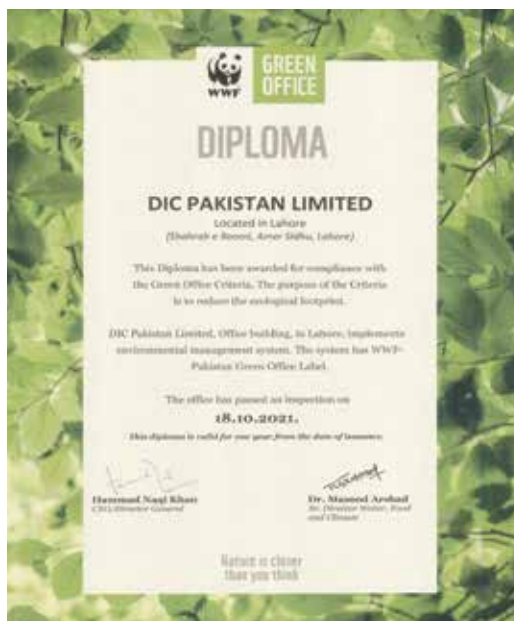 WWF
GREEN
OFFICE
DIPLOMA
DIC PAKISTAN LIMITED
Located in Lahore
(Shahrah e Roomi, Amar Sidhu, Lahore)
This Diploma has been awarded for compliance with
the Green Office Criteria. The purpose of the Criteria
is to reduce the ecological footprint.
DIC Pakistan Limited, Office building, in Lahore, implements
environmental management system. The system has WWF-
Pakistan Green Office Label.
The office has passed an inspection on
18.10.2021.
This diploma is valid for one year from the date of issuance.
Hammad Naqi Khan
CEO/Director General
Dr. Masood Arshad
Sr. Director Water, Food
and Climate
Nature is closer
than you think